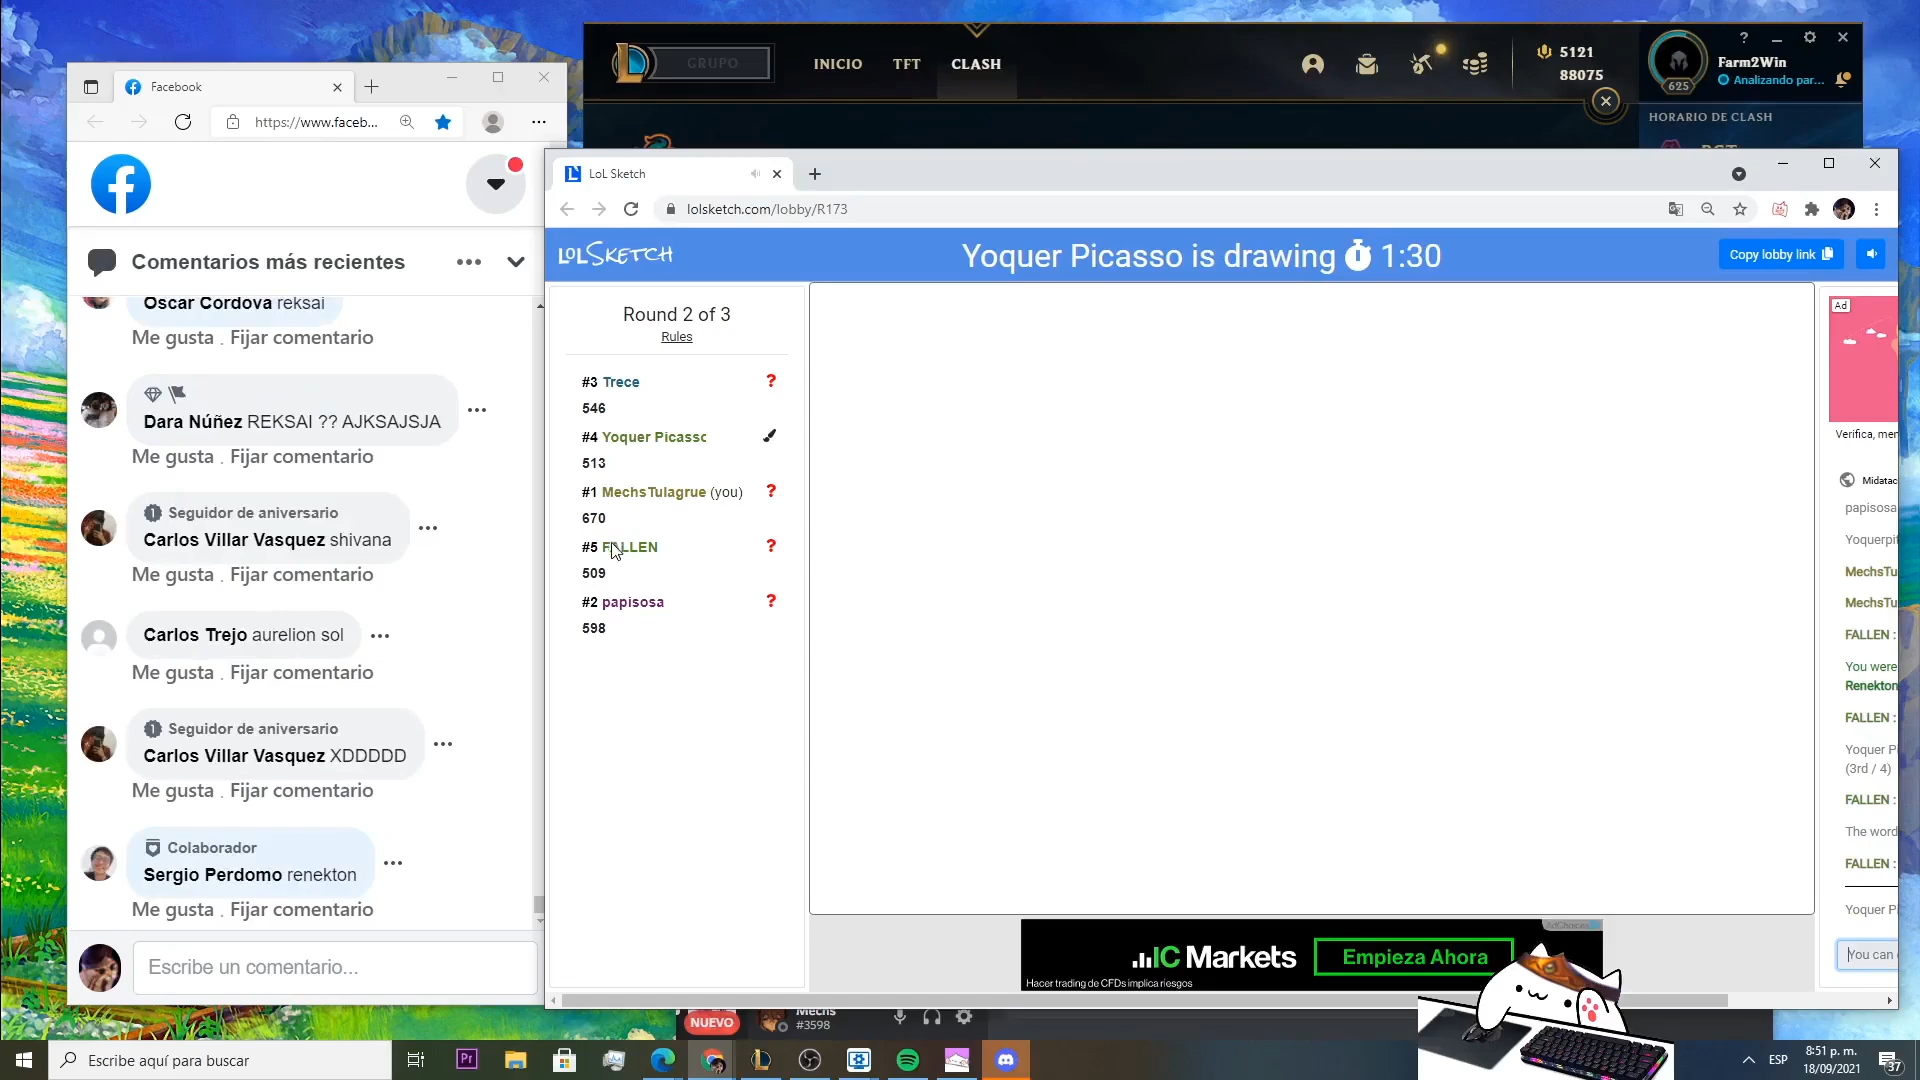 Facebook
https://www.faceb...
Comentarios más recientes
Oscar Cordova reksai
Me gusta . Fijar comentario
Dara Núñez REKSAI ?? AJKSAJSJA
Me gusta . Fijar comentario
Seguidor de aniversario
Carlos Villar Vasquez shivana
Me gusta . Fijar comentario
Carlos Trejo aurelion sol
Me gusta . Fijar comentario
Seguidor de aniversario
Carlos Villar Vasquez XDDDDD
Me gusta . Fijar comentario
Colaborador
Sergio Perdomo renekton
Me gusta . Fijar comentario
Escribe un comentario...
GRUPO
INICIO
TFT
CLASH
5121
88075
625
Farm2Win
Analizando par...
HORARIO DE CLASH
LoL Sketch
lolsketch.com/lobby/R173
LOLSKETCH
Yoquer Picasso is drawing 1:30
Copy lobby link
Round 2 of 3
Rules
#3 Trece
546
#4 Yoquer Picasso
513
#1 MechsTulagrue (you)
670
#5 FALLEN
509
#2 papisosa
598
Ad
Verifica, mer
Midatac
papisosa
Yoquerpi
MechsTu
MechsTu
FALLEN :
You were
Renekton
FALLEN :
Yoquer P
(3rd / 4)
FALLEN :
The word
FALLEN :
Yoquer P
You can
IC Markets
Empieza Ahora
Hacer trading de CFDs implica riesgos
NUEVO
Mechs
#3598
Escribe aquí para buscar
Pr
ESP
8:51 p. m.
18/09/2021
37